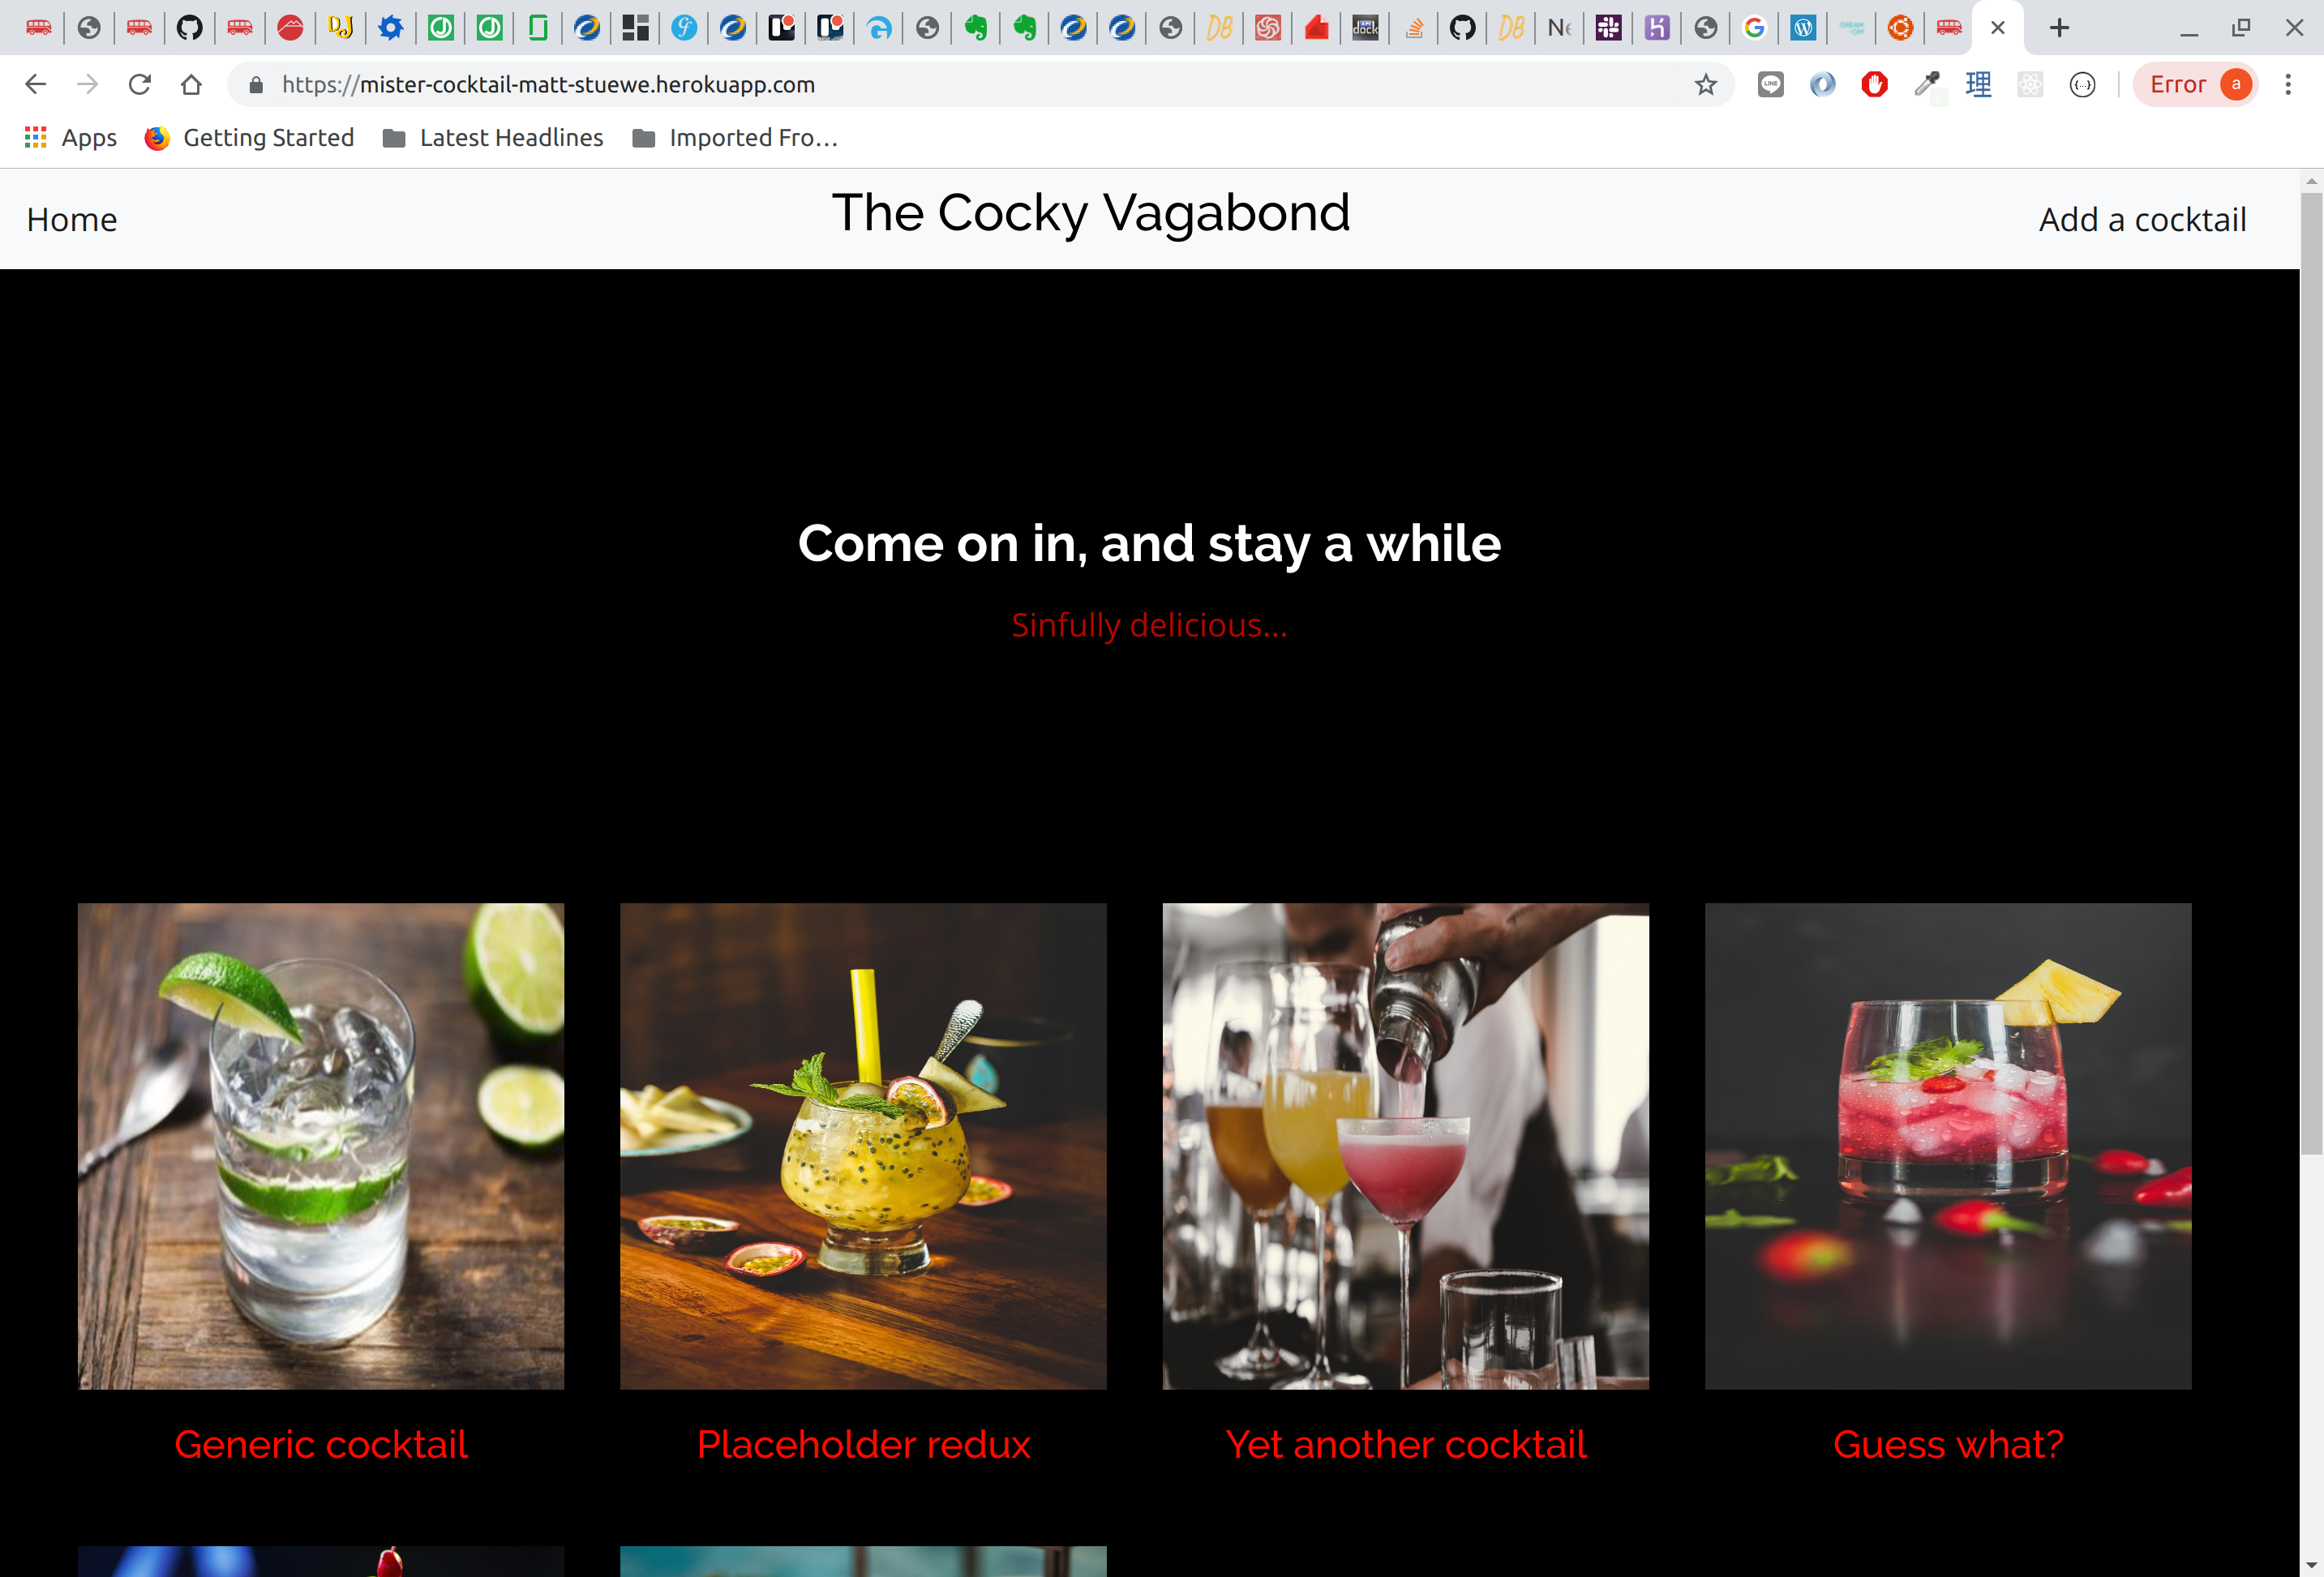 https://mister-cocktail-matt-stuewe.herokuapp.com
Error a
Apps Getting Started Latest Headlines Imported Fro…
Home The Cocky Vagabond Add a cocktail
Come on in, and stay a while
Sinfully delicious...
Generic cocktail Placeholder redux Yet another cocktail Guess what?